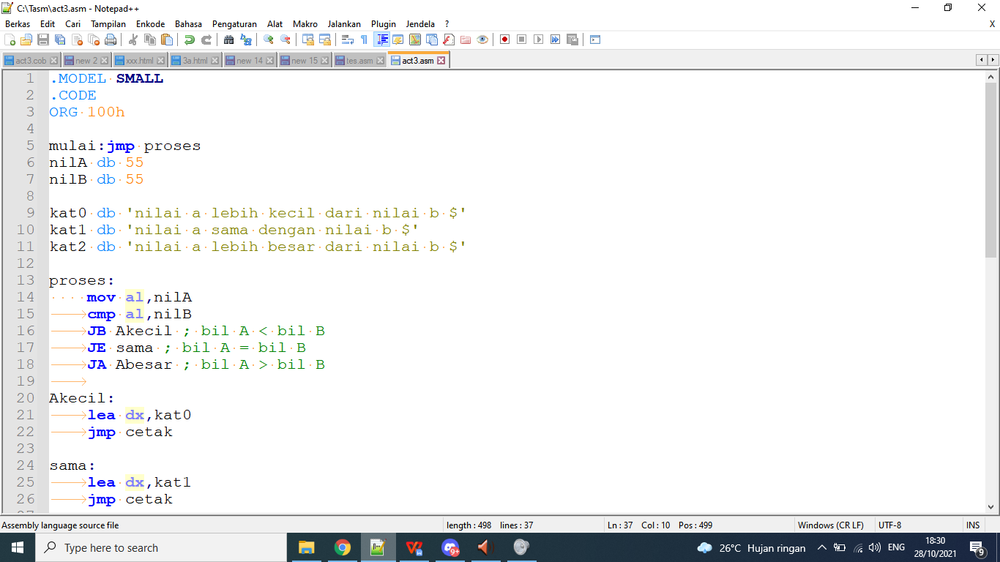 C:\Tasm\act3.asm - Notepad++
Berkas Edit Cari Tampilan Enkode Bahasa Pengaturan Alat Makro Jalankan Plugin Jendela ? X
act3.cob new 2 xxx.html 3a.html new 14 new 15 tes.asm act3.asm
1 .MODEL SMALL
2 .CODE
3 ORG 100h
4
5 mulai:jmp proses
6 nilA db 55
7 nilB db 55
8
9 kat0 db 'nilai a lebih kecil dari nilai b $'
10 kat1 db 'nilai a sama dengan nilai b $'
11 kat2 db 'nilai a lebih besar dari nilai b $'
12
13 proses:
14 mov al,nilA
15 cmp al,nilB
16 JB Akecil ; bil A < bil B
17 JE sama ; bil A = bil B
18 JA Abesar ; bil A > bil B
19
20 Akecil:
21 lea dx,kat0
22 jmp cetak
23
24 sama:
25 lea dx,kat1
26 jmp cetak
Assembly language source file length : 498 lines : 37 Ln : 37 Col : 10 Pos : 499 Windows (CR LF) UTF-8 INS
Type here to search 26°C Hujan ringan ENG 18:30
28/10/2021 9